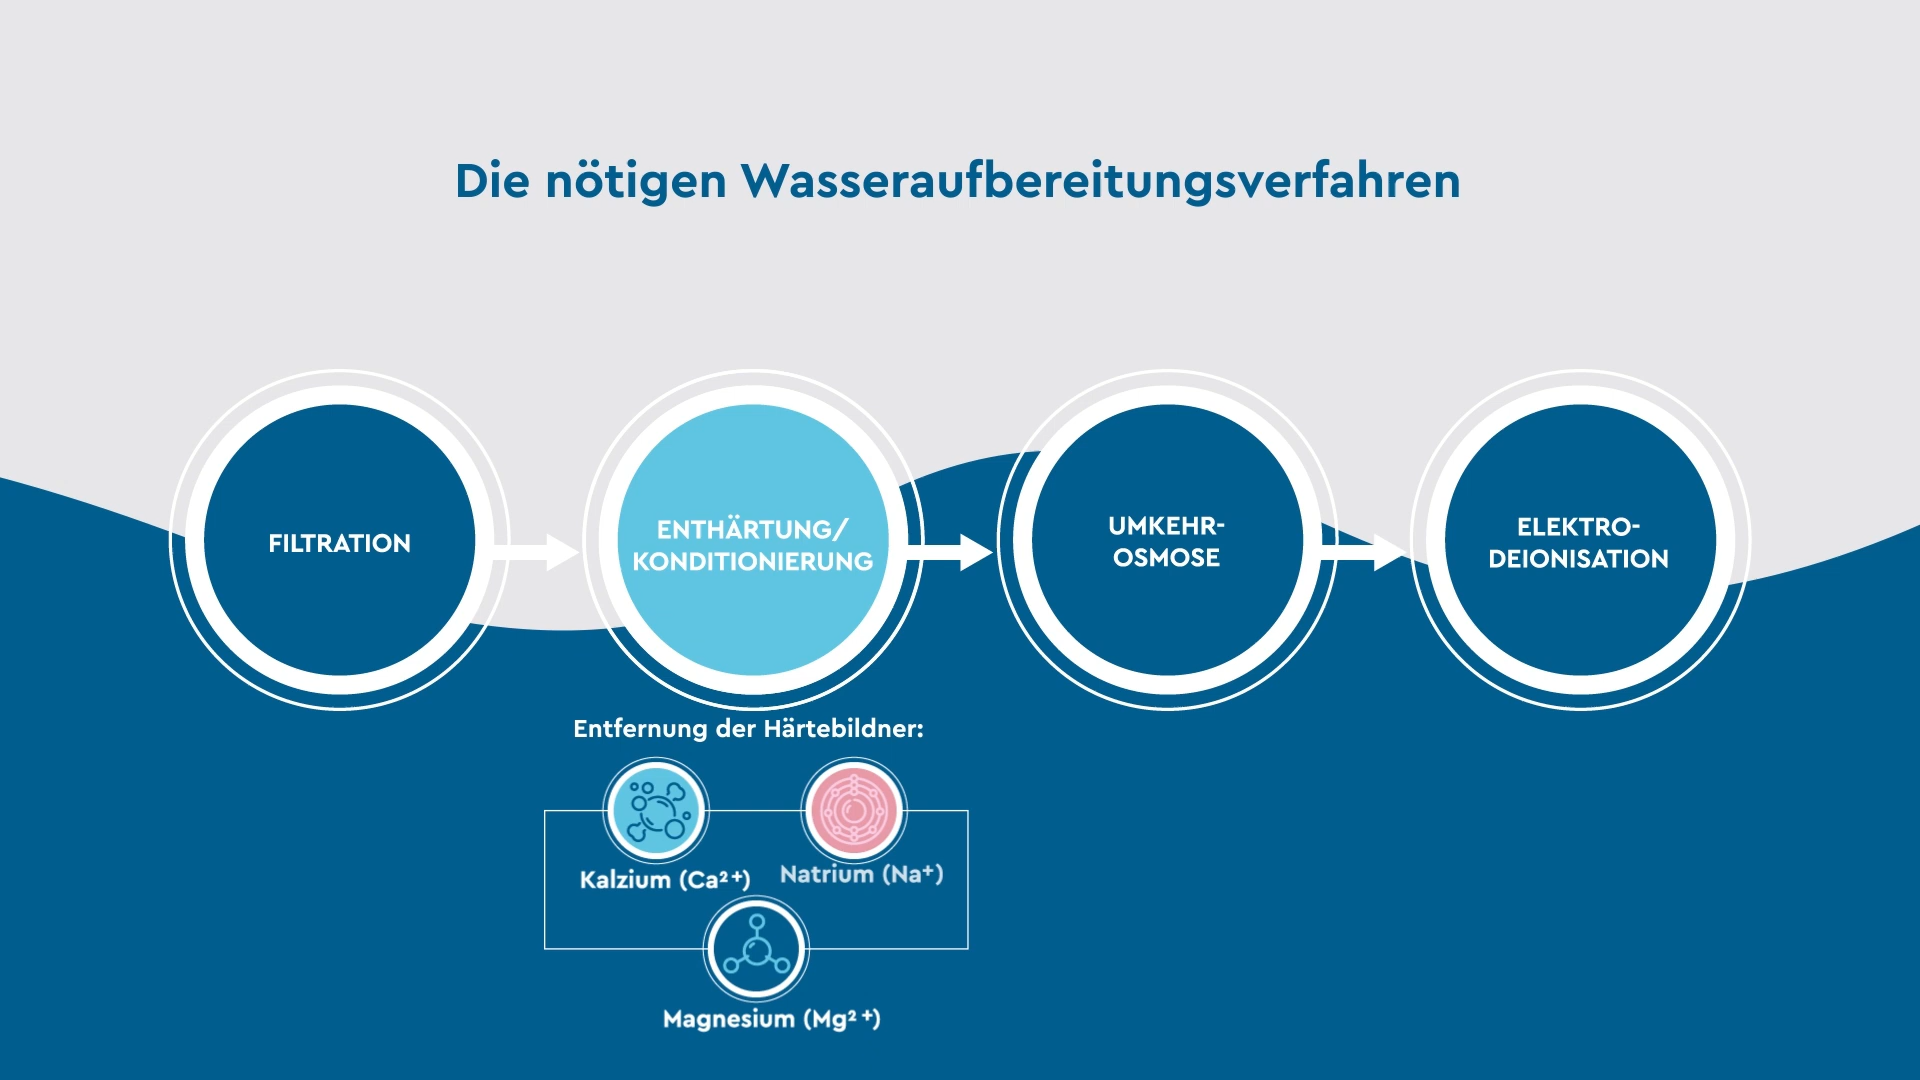 Die nötigen Wasseraufbereitungsverfahren
FILTRATION
ENTHÄRTUNG/
KONDITIONIERUNG
UMKEHR-
OSMOSE
ELEKTRO-
DEIONISATION
Entfernung der Härtebildner:
Kalzium (Ca²⁺)
Natrium (Na⁺)
Magnesium (Mg²⁺)